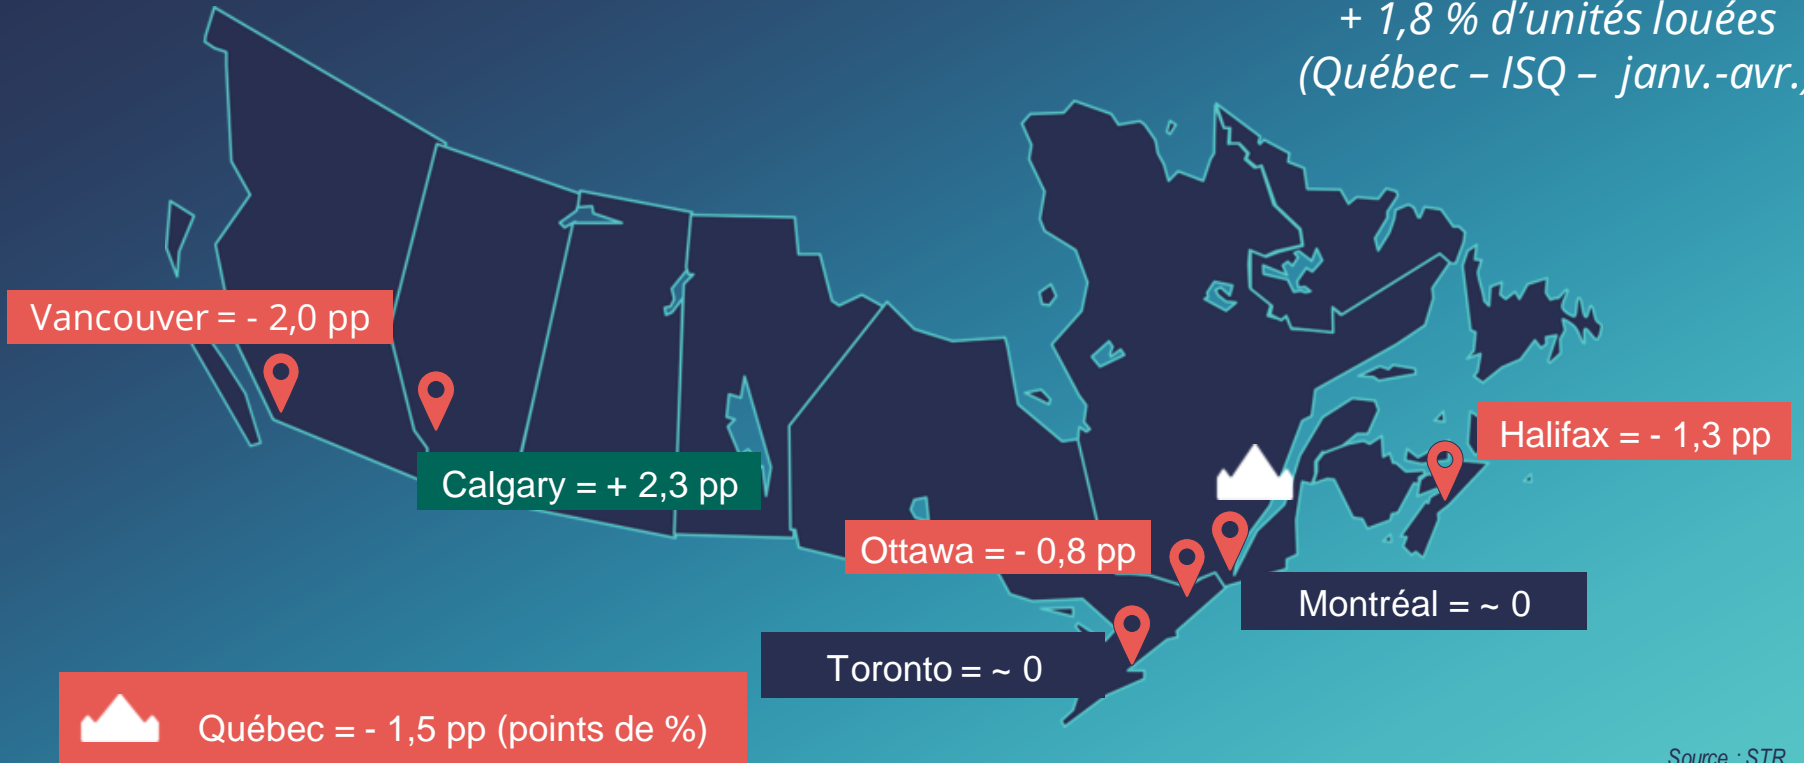 + 1,8 % d’unités louées
(Québec – ISQ – janv.-avr.)
Vancouver = - 2,0 pp
Calgary = + 2,3 pp
Halifax = - 1,3 pp
Ottawa = - 0,8 pp
Montréal = ~ 0
Toronto = ~ 0
Québec = - 1,5 pp (points de %)
Source : STR